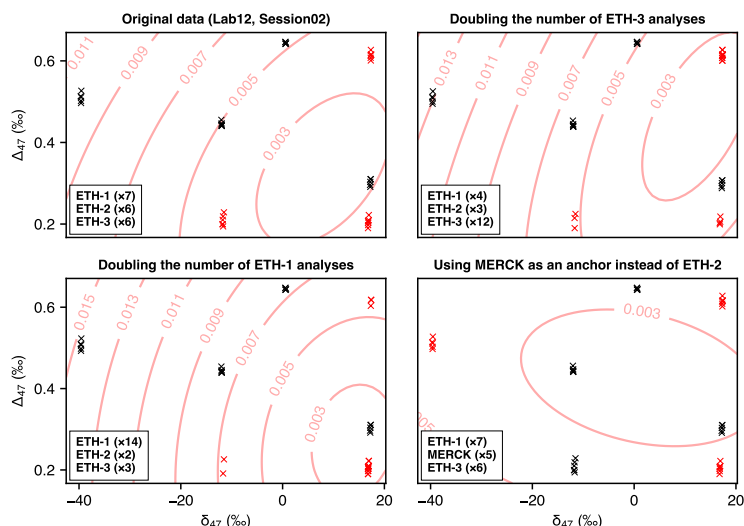 Original data (Lab12, Session02)
0.011
0.009
0.007
0.005
0.003
0.6
0.4
0.2
Δ47 (‰)
ETH-1 (×7)
ETH-2 (×6)
ETH-3 (×6)
Doubling the number of ETH-3 analyses
0.013
0.011
0.009
0.007
0.005
0.003
ETH-1 (×4)
ETH-2 (×3)
ETH-3 (×12)
Doubling the number of ETH-1 analyses
0.015
0.013
0.011
0.009
0.007
0.005
0.003
0.6
0.4
0.2
Δ47 (‰)
ETH-1 (×14)
ETH-2 (×2)
ETH-3 (×3)
−40
−20
0
20
δ47 (‰)
Using MERCK as an anchor instead of ETH-2
0.003
0.005
ETH-1 (×7)
MERCK (×5)
ETH-3 (×6)
−40
−20
0
20
δ47 (‰)